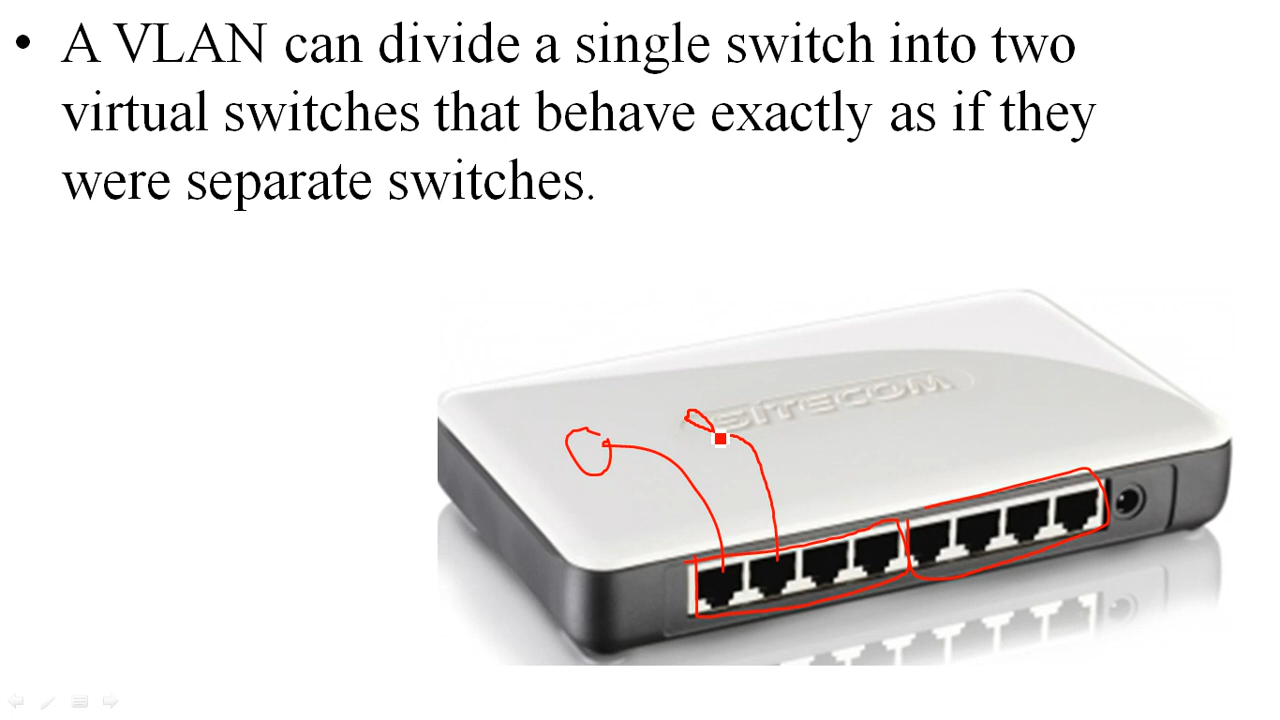 • A VLAN can divide a single switch into two
virtual switches that behave exactly as if they
were separate switches.
SITECOM